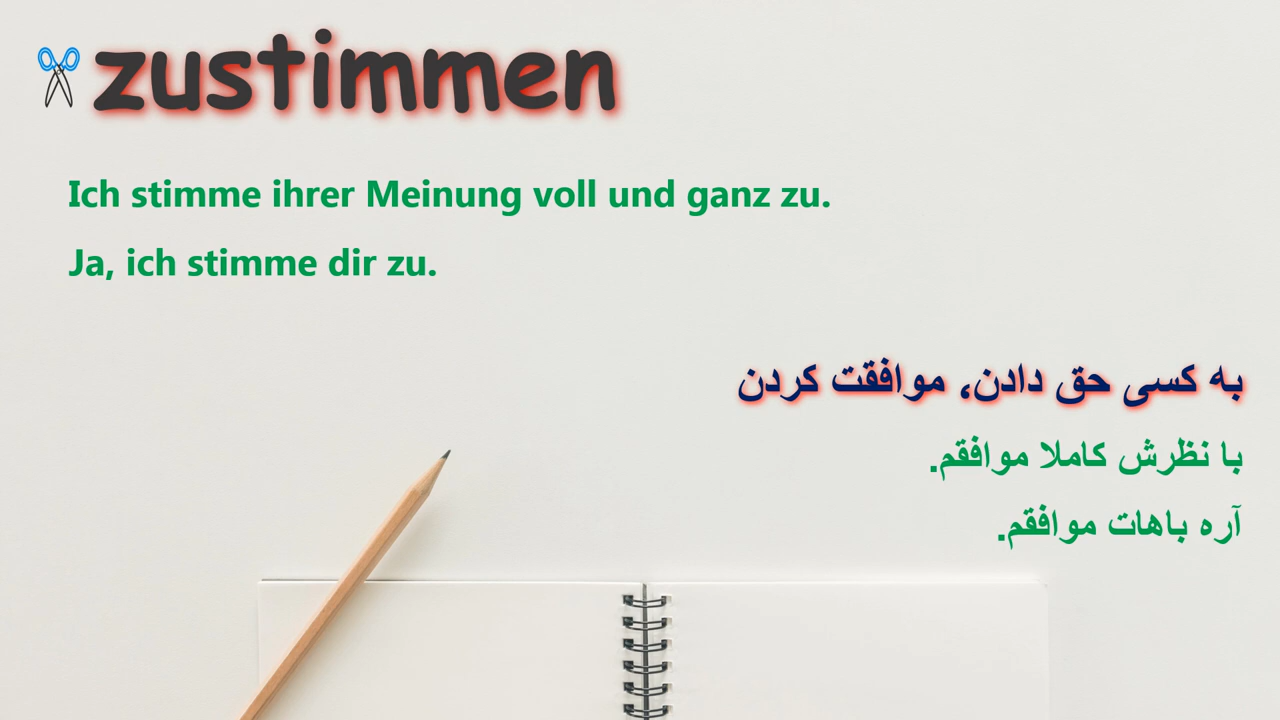 zustimmen
Ich stimme ihrer Meinung voll und ganz zu.
Ja, ich stimme dir zu.
به کسی حق دادن، موافقت کردن
با نظرش کاملا موافقم.
آره باهات موافقم.